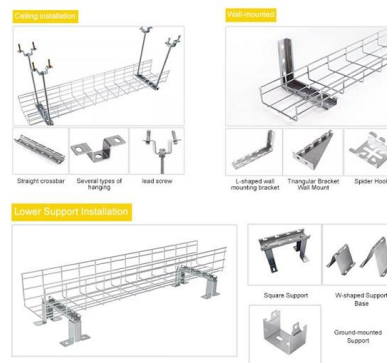 Ceiling installation
Wall-mounted
Straight crossbar
Several types of
hanging
lead screw
L-shaped wall
mounting bracket
Triangular Bracket
Wall Mount
Spider Hook
Lower Support Installation
Square Support
W-shaped Support
Base
Ground-mounted
Support